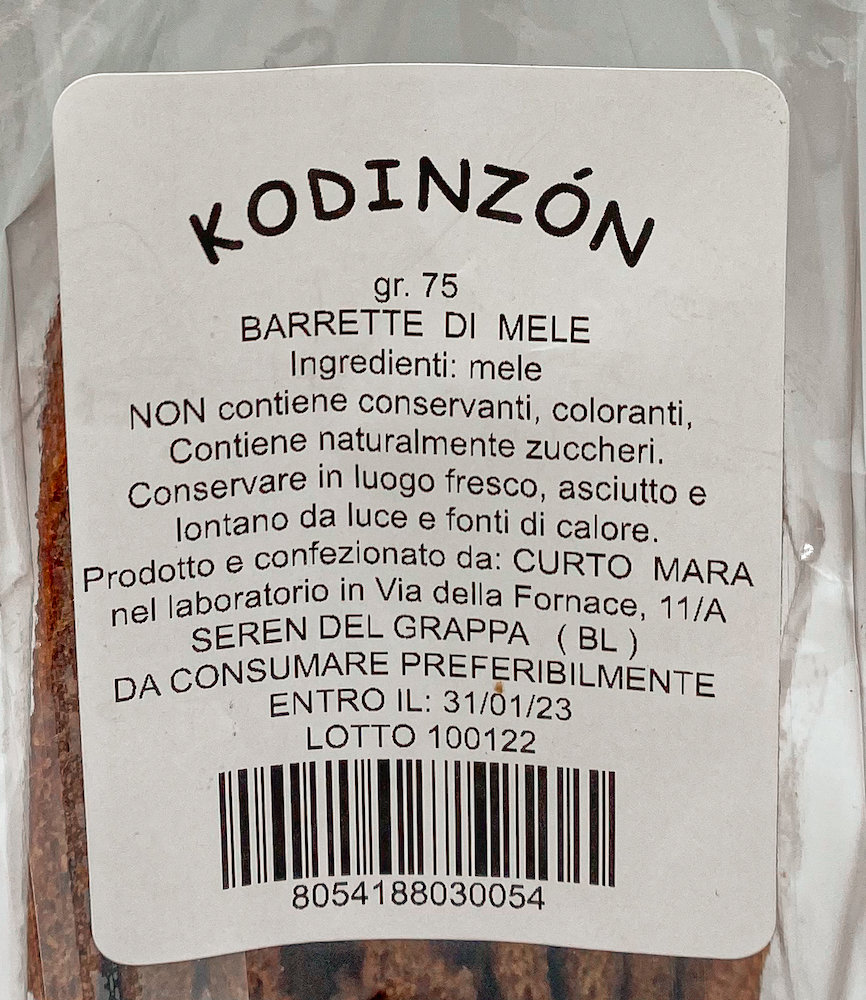 KODINZÓN
gr. 75
BARRETTE DI MELE
Ingredienti: mele
NON contiene conservanti, coloranti,
Contiene naturalmente zuccheri.
Conservare in luogo fresco, asciutto e
lontano da luce e fonti di calore.
Prodotto e confezionato da: CURTO MARA
nel laboratorio in Via della Fornace, 11/A
SEREN DEL GRAPPA ( BL )
DA CONSUMARE PREFERIBILMENTE
ENTRO IL: 31/01/23
LOTTO 100122
8054188030054